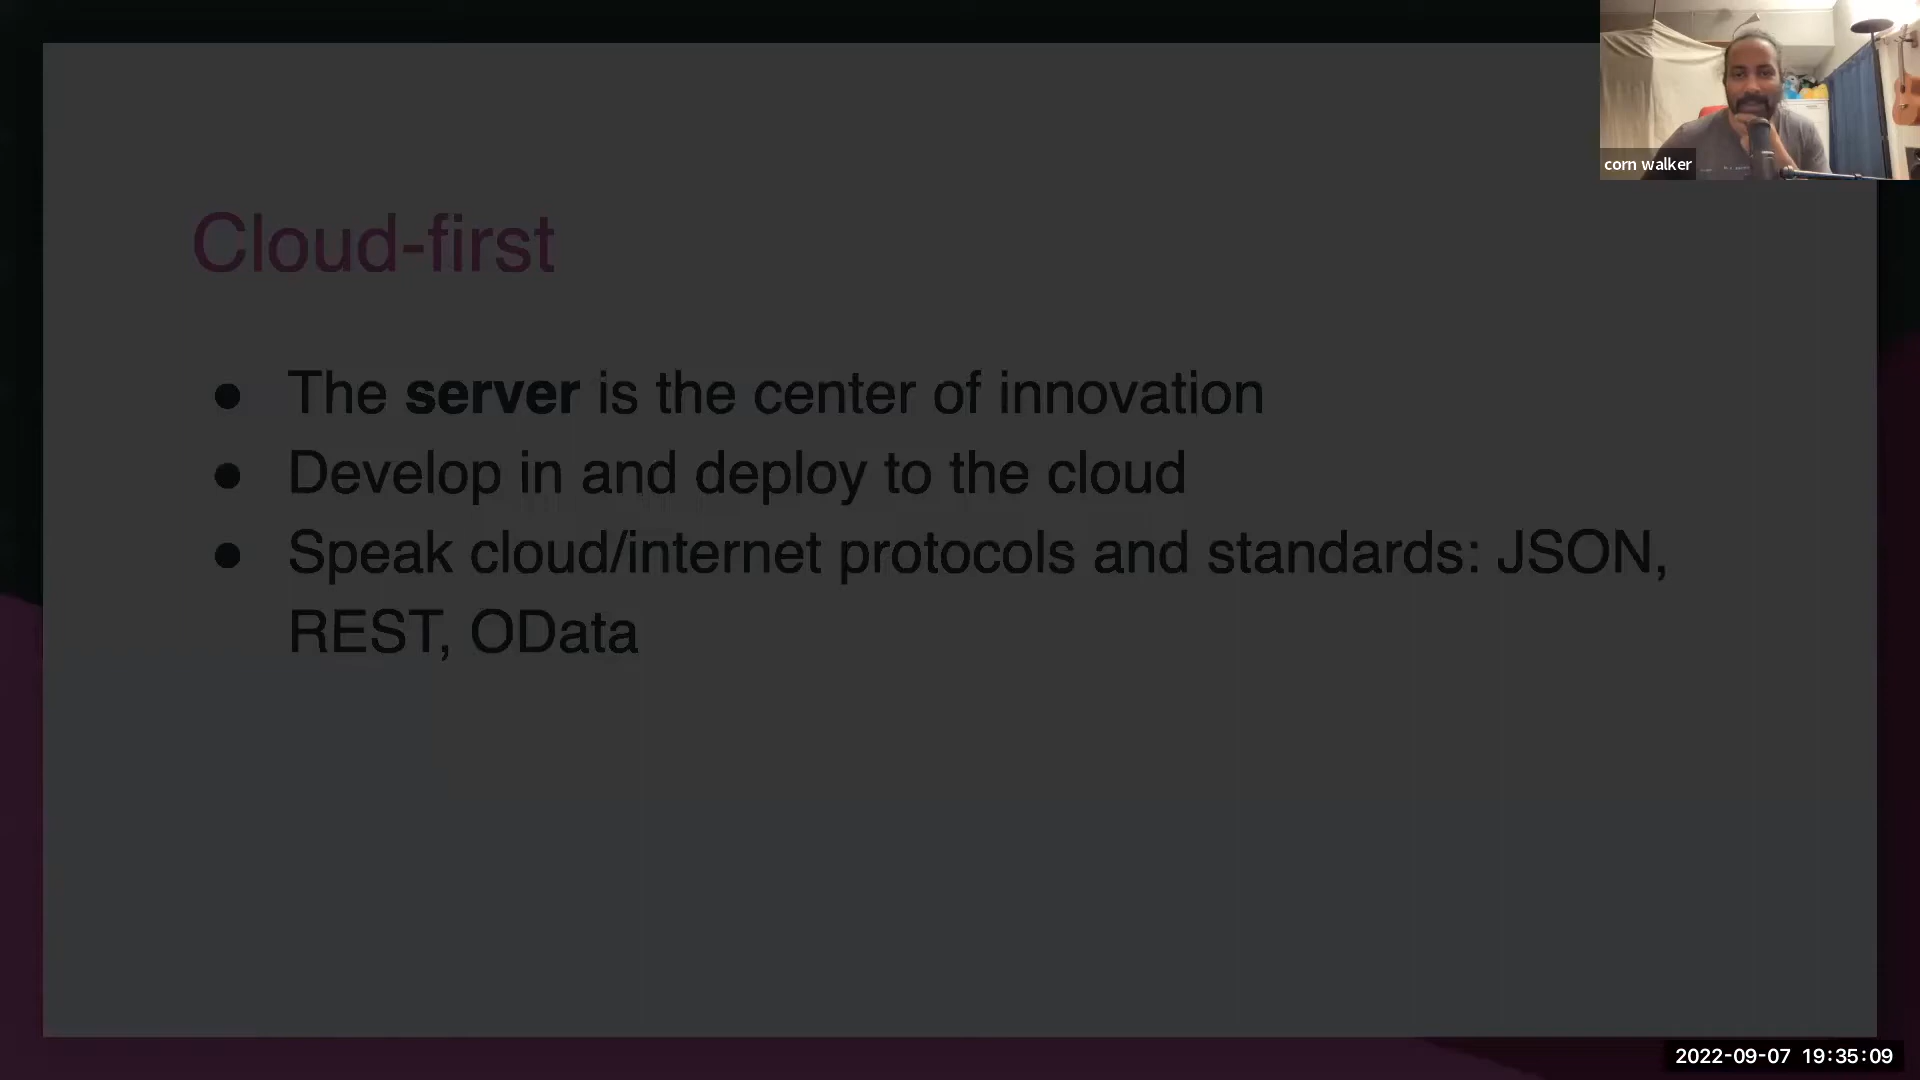 corn walker
Cloud-first
● The server is the center of innovation
● Develop in and deploy to the cloud
● Speak cloud/internet protocols and standards: JSON,
REST, OData
2022-09-07 19:35:09